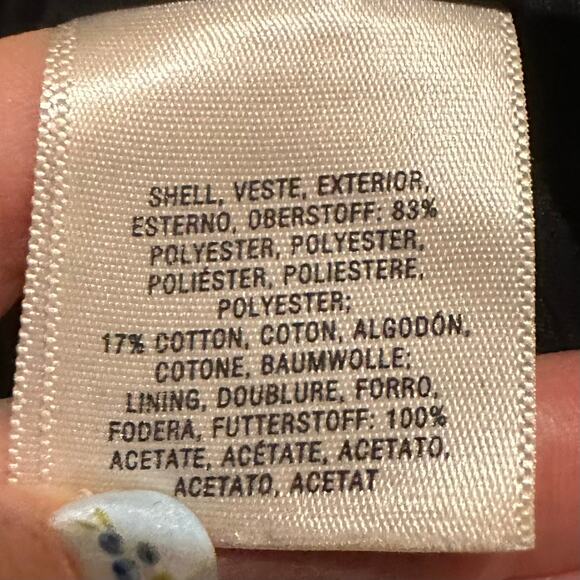 SHELL, VESTE, EXTERIOR,
ESTERNO, OBERSTOFF: 83%
POLYESTER, POLYESTER,
POLIÉSTER, POLIESTERE,
POLYESTER;
17% COTTON, COTON, ALGODÓN,
COTONE, BAUMWOLLE;
LINING, DOUBLURE, FORRO,
FODERA, FUTTERSTOFF: 100%
ACETATE, ACÉTATE, ACETATO,
ACETATO, ACETAT